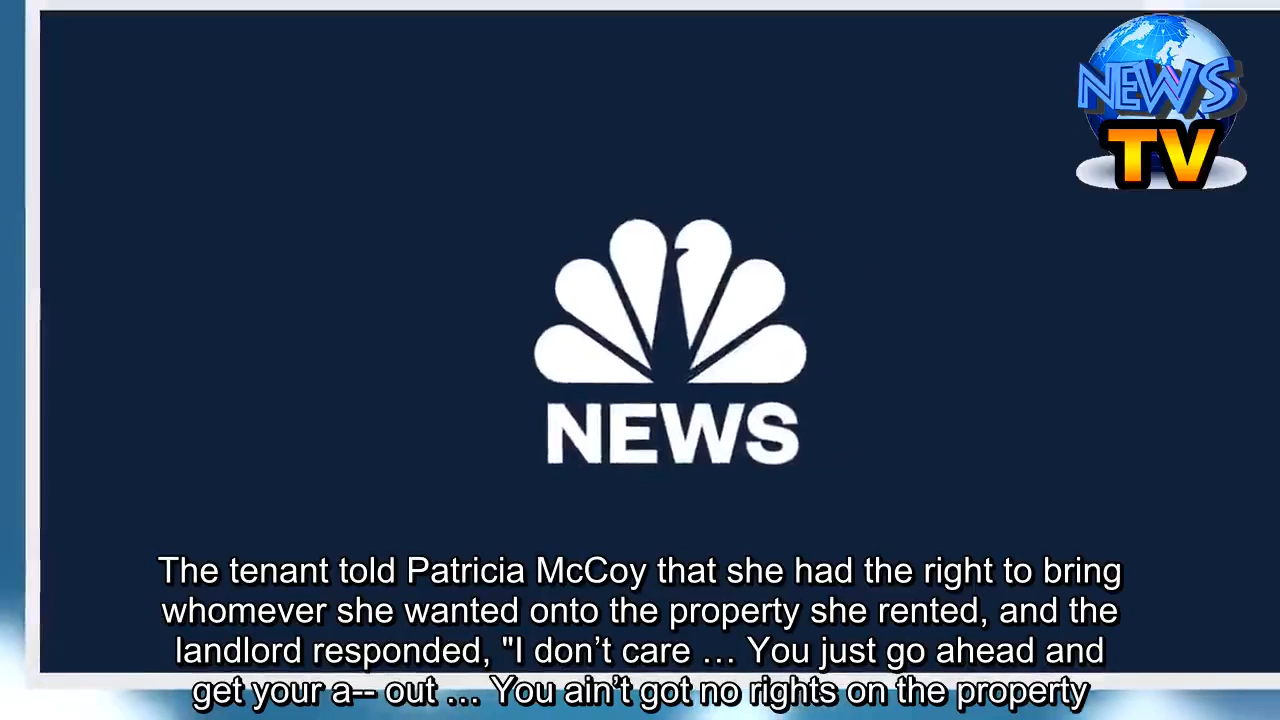 NEWS
TV
NEWS
The tenant told Patricia McCoy that she had the right to bring
whomever she wanted onto the property she rented, and the
landlord responded, "I don’t care … You just go ahead and
get your a-- out … You ain’t got no rights on the property